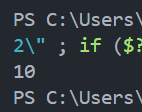 PS C:\Users\
2\" ; if ($?
10
PS C:\Users\